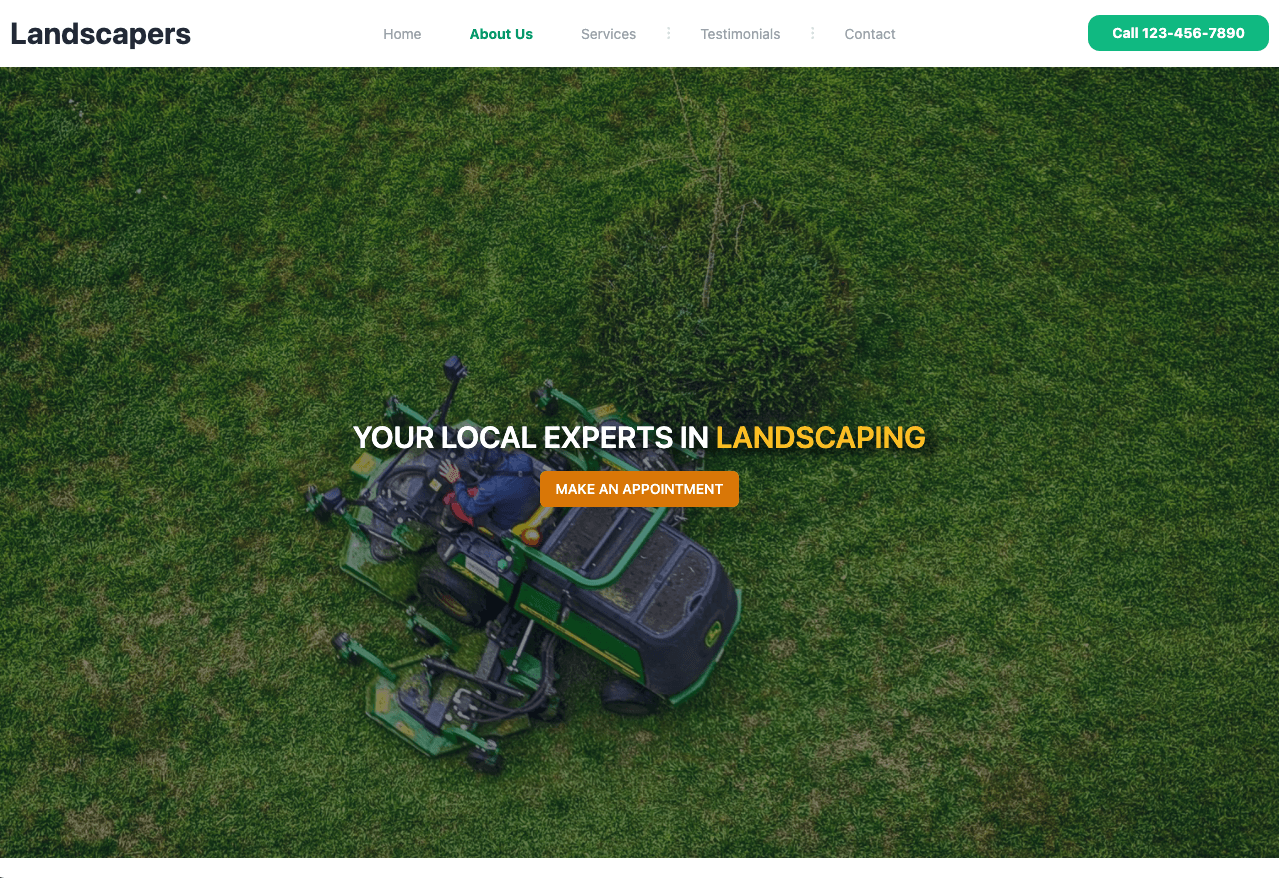 Landscapers
Home
About Us
Services
Testimonials
Contact
Call 123-456-7890
YOUR LOCAL EXPERTS IN LANDSCAPING
MAKE AN APPOINTMENT